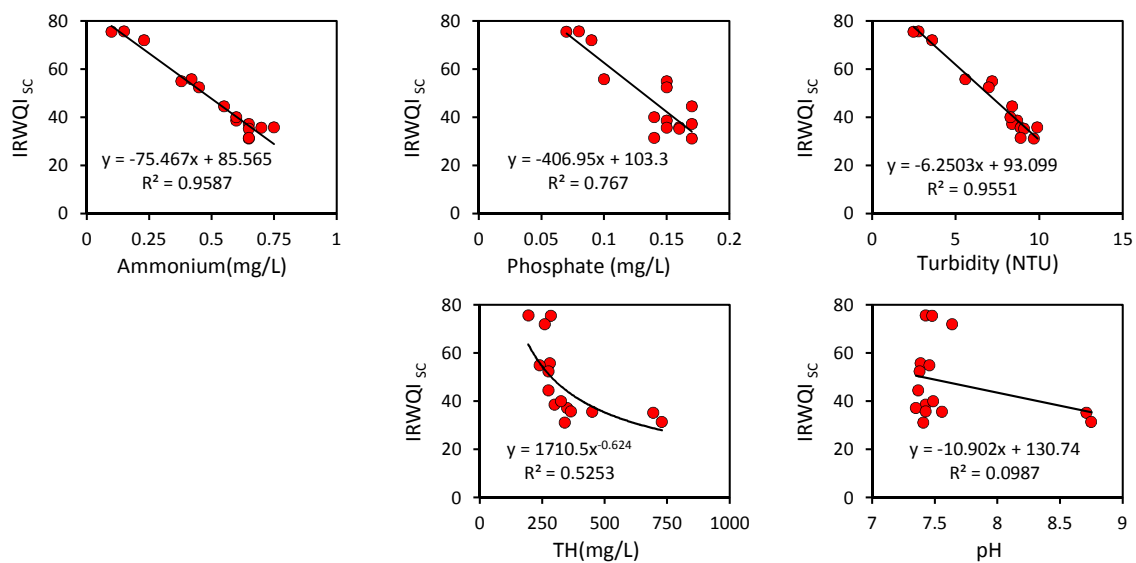 80
60
40
20
0
IRWQI SC
y = -75.467x + 85.565
R² = 0.9587
0 0.25 0.5 0.75 1
Ammonium(mg/L)
80
60
40
20
0
IRWQI SC
y = -406.95x + 103.3
R² = 0.767
0 0.05 0.1 0.15 0.2
Phosphate (mg/L)
80
60
40
20
0
IRWQI SC
y = -6.2503x + 93.099
R² = 0.9551
0 5 10 15
Turbidity (NTU)
80
60
40
20
0
IRWQI SC
y = 1710.5x⁻⁰·⁶²⁴
R² = 0.5253
0 250 500 750 1000
TH(mg/L)
80
60
40
20
0
IRWQI SC
y = -10.902x + 130.74
R² = 0.0987
7 7.5 8 8.5 9
pH